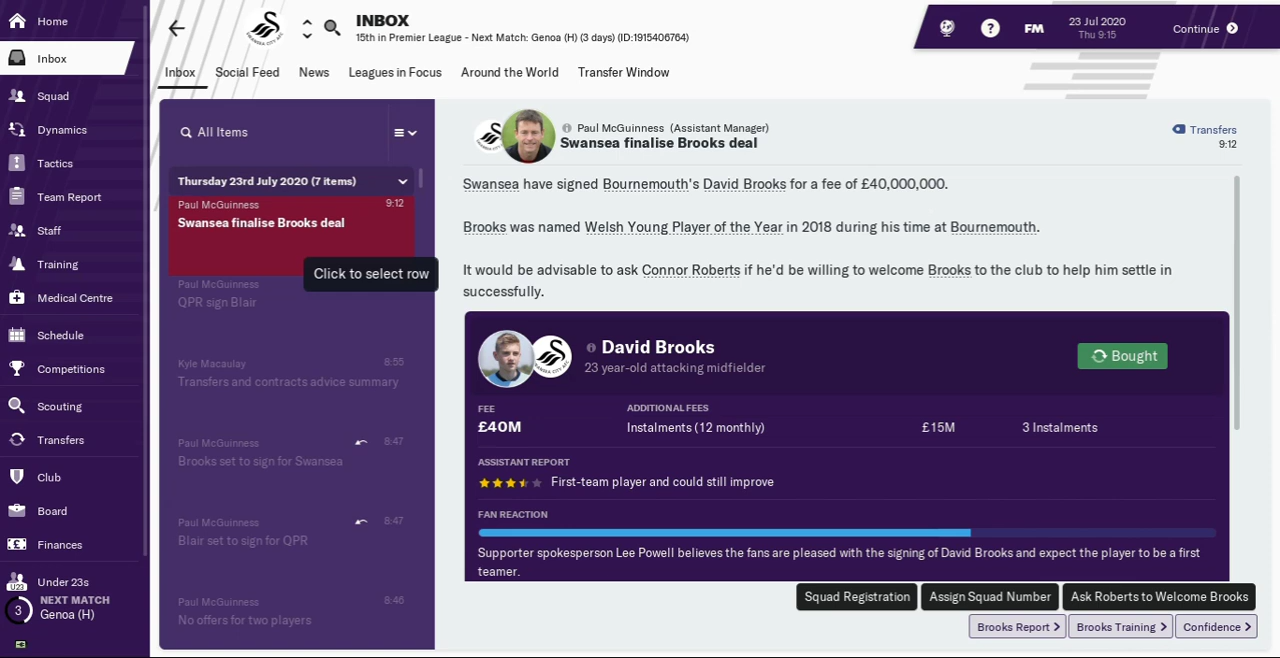 Home
Inbox
Squad
Dynamics
Tactics
Team Report
Staff
Training
Medical Centre
Schedule
Competitions
Scouting
Transfers
Club
Board
Finances
U23
Under 23s
3
NEXT MATCH
Genoa (H)
INBOX
15th in Premier League - Next Match: Genoa (H) (3 days) (ID:1915406764)
?
FM
23 Jul 2020
Thu 9:15
Continue
Inbox
Social Feed
News
Leagues in Focus
Around the World
Transfer Window
All Items
Thursday 23rd July 2020 (7 items)
Paul McGuinness 9:12
Swansea finalise Brooks deal
Click to select row
Paul McGuinness
QPR sign Blair
Kyle Macaulay 8:55
Transfers and contracts advice summary
Paul McGuinness 8:47
Brooks set to sign for Swansea
Paul McGuinness 8:47
Blair set to sign for QPR
Paul McGuinness 8:46
No offers for two players
Paul McGuinness (Assistant Manager)
Swansea finalise Brooks deal
Transfers
9:12
Swansea have signed Bournemouth's David Brooks for a fee of £40,000,000.
Brooks was named Welsh Young Player of the Year in 2018 during his time at Bournemouth.
It would be advisable to ask Connor Roberts if he'd be willing to welcome Brooks to the club to help him settle in
successfully.
David Brooks
23 year-old attacking midfielder
Bought
FEE
£40M
ADDITIONAL FEES
Instalments (12 monthly) £15M 3 Instalments
ASSISTANT REPORT
First-team player and could still improve
FAN REACTION
Supporter spokesperson Lee Powell believes the fans are pleased with the signing of David Brooks and expect the player to be a first
teamer.
Squad Registration
Assign Squad Number
Ask Roberts to Welcome Brooks
Brooks Report
Brooks Training
Confidence